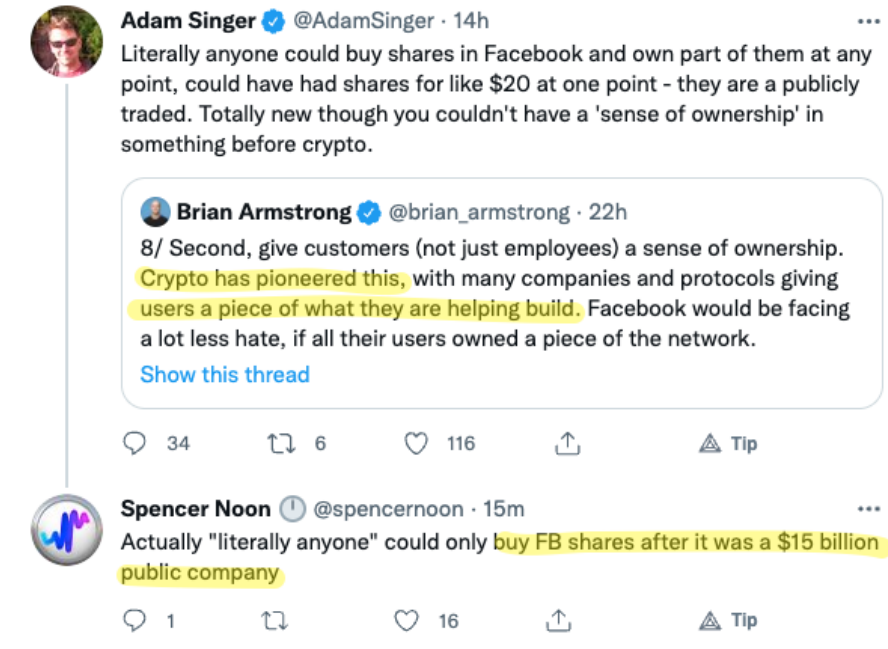 Adam Singer @AdamSinger · 14h
Literally anyone could buy shares in Facebook and own part of them at any
point, could have had shares for like $20 at one point - they are a publicly
traded. Totally new though you couldn't have a 'sense of ownership' in
something before crypto.
Brian Armstrong @brian_armstrong · 22h
8/ Second, give customers (not just employees) a sense of ownership.
Crypto has pioneered this, with many companies and protocols giving
users a piece of what they are helping build. Facebook would be facing
a lot less hate, if all their users owned a piece of the network.
Show this thread
34 6 116 Tip
Spencer Noon @spencernoon · 15m
Actually "literally anyone" could only buy FB shares after it was a $15 billion
public company
1 16 Tip